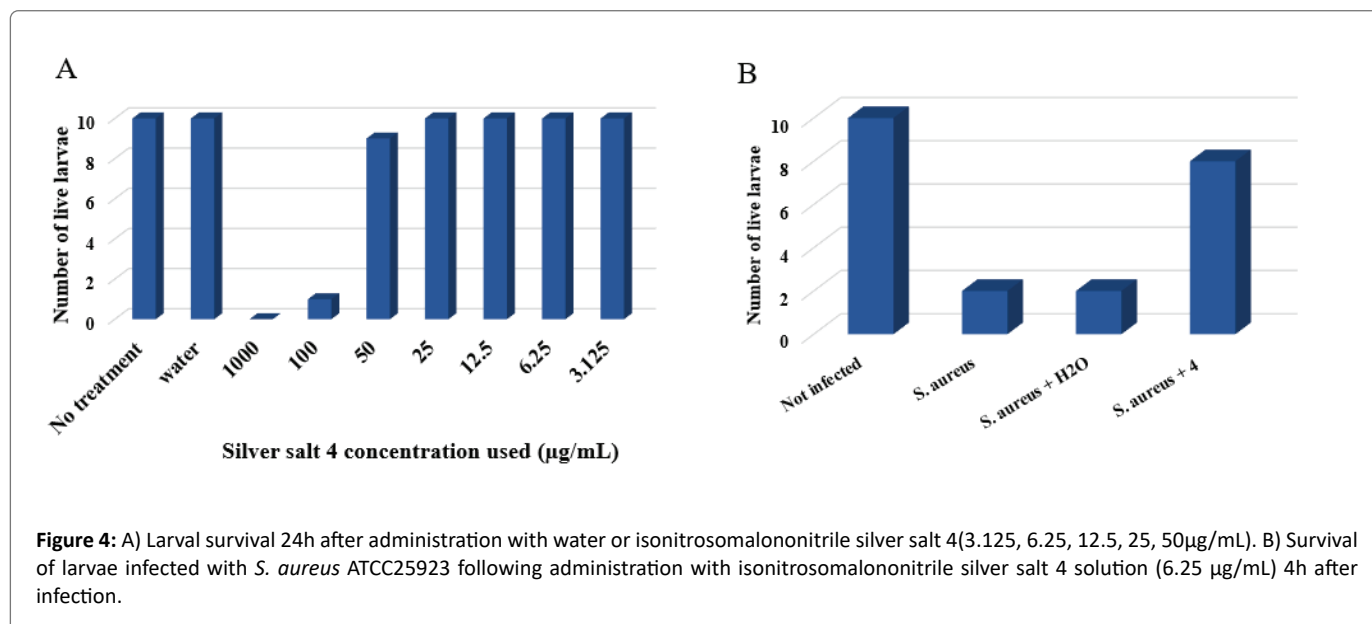 A
Number of live larvae
10
8
6
4
2
0
No treatment
water
1000
100
50
25
12.5
6.25
3.125
Silver salt 4 concentration used (µg/mL)
B
Number of live larvae
10
8
6
4
2
0
Not infected
S. aureus
S. aureus + H2O
S. aureus + 4
Figure 4: A) Larval survival 24h after administration with water or isonitrosomalononitrile silver salt 4(3.125, 6.25, 12.5, 25, 50µg/mL). B) Survival
of larvae infected with S. aureus ATCC25923 following administration with isonitrosomalononitrile silver salt 4 solution (6.25 µg/mL) 4h after
infection.